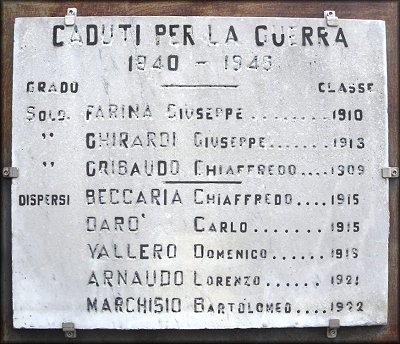 CADUTI PER LA GUERRA
1940 - 1945
GRADO CLASSE
SOLD. FARINA GIUSEPPE ........ 1910
" GHIRARDI GIUSEPPE ....... 1913
" GRIBAUDO CHIAFFREDO .... 1909
DISPERSI BECCARIA CHIAFFREDO .... 1915
DARO' CARLO ......... 1915
VALLERO DOMENICO ...... 1916
ARNAUDO LORENZO ...... 1921
MARCHISIO BARTOLOMEO .... 1922